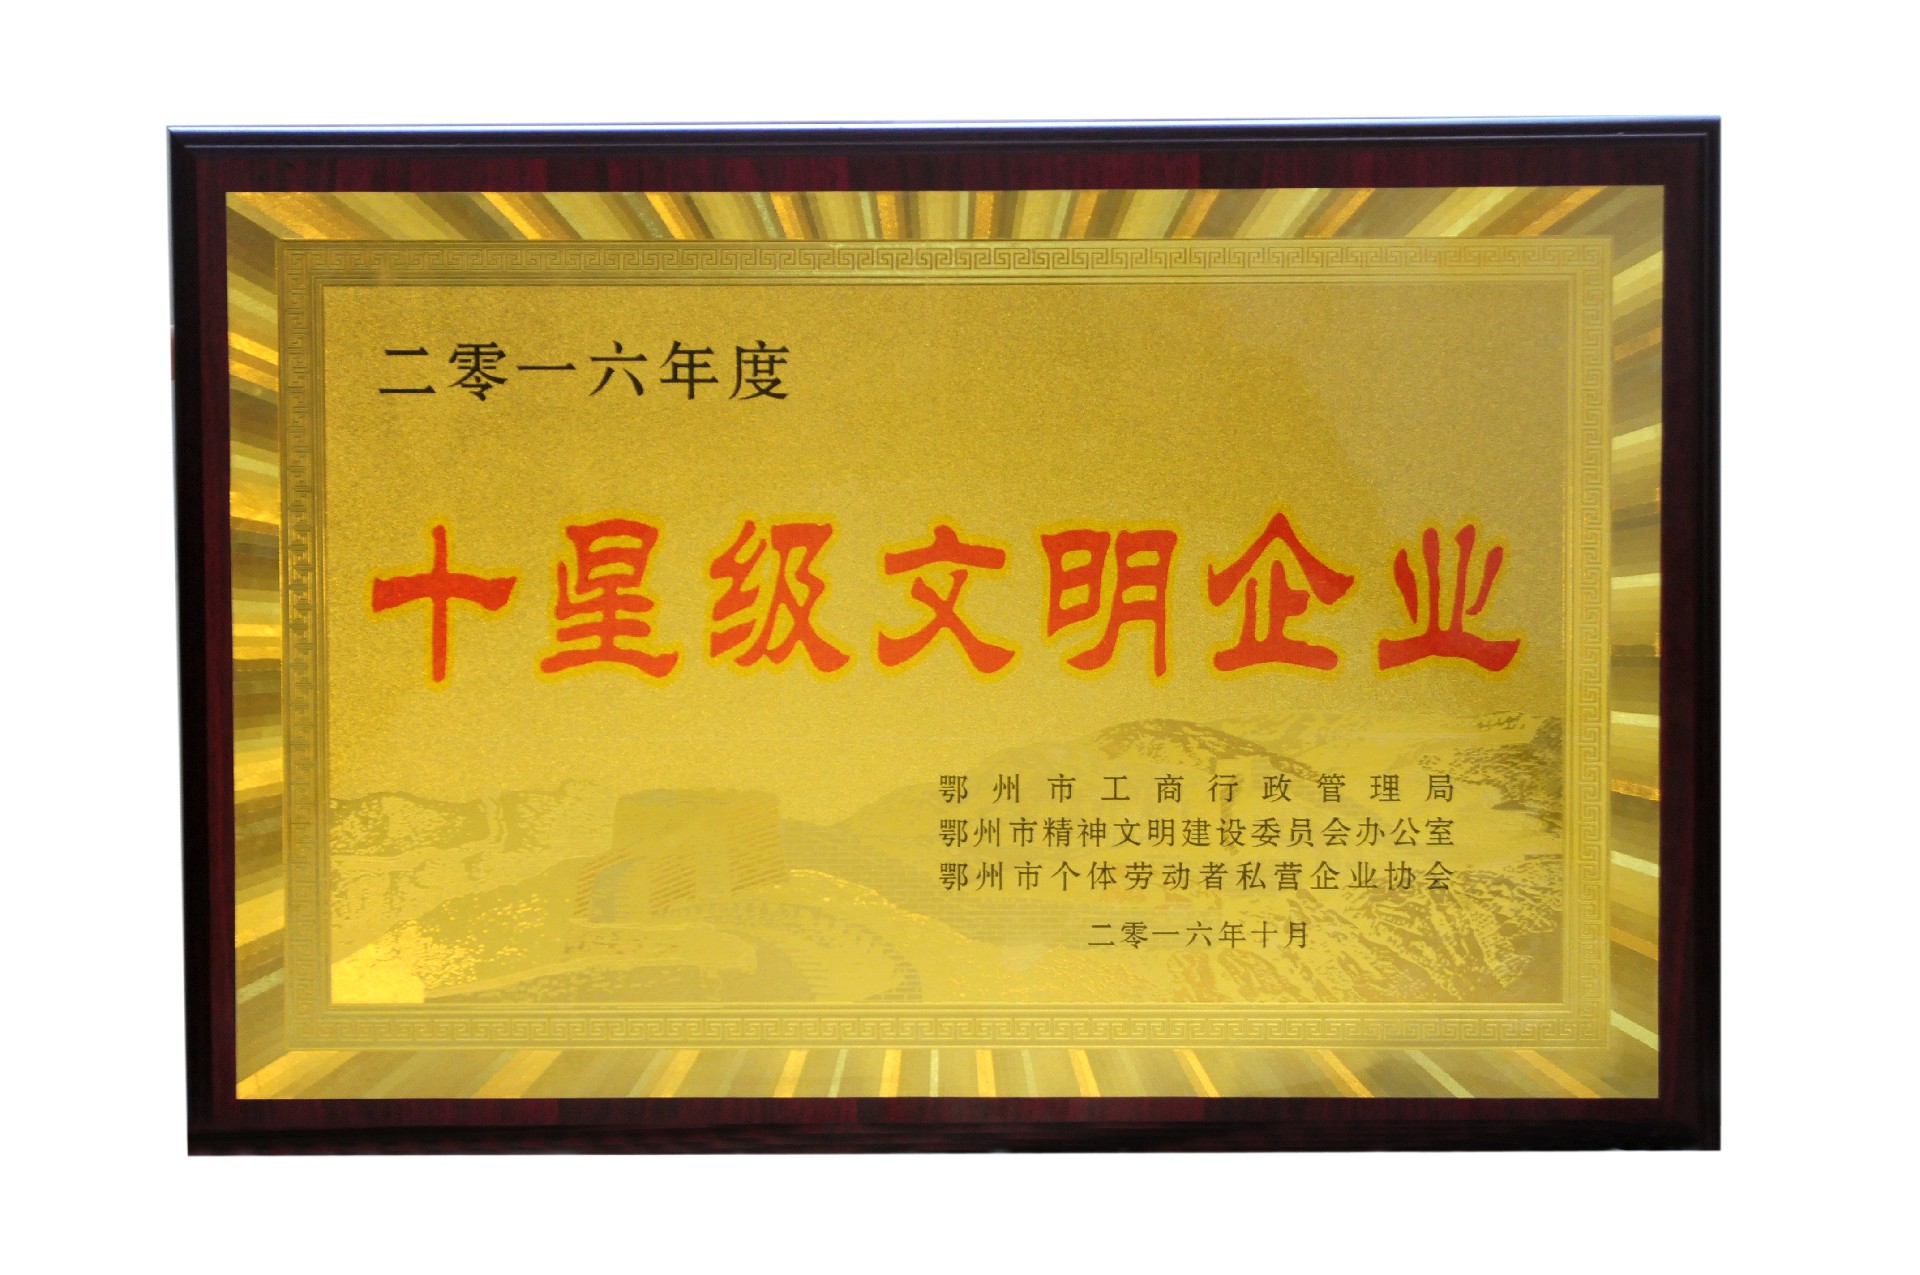 二零一六年度
十星级文明企业
鄂州市工商行政管理局
鄂州市精神文明建设委员会办公室
鄂州市个体劳动者私营企业协会
二零一六年十月